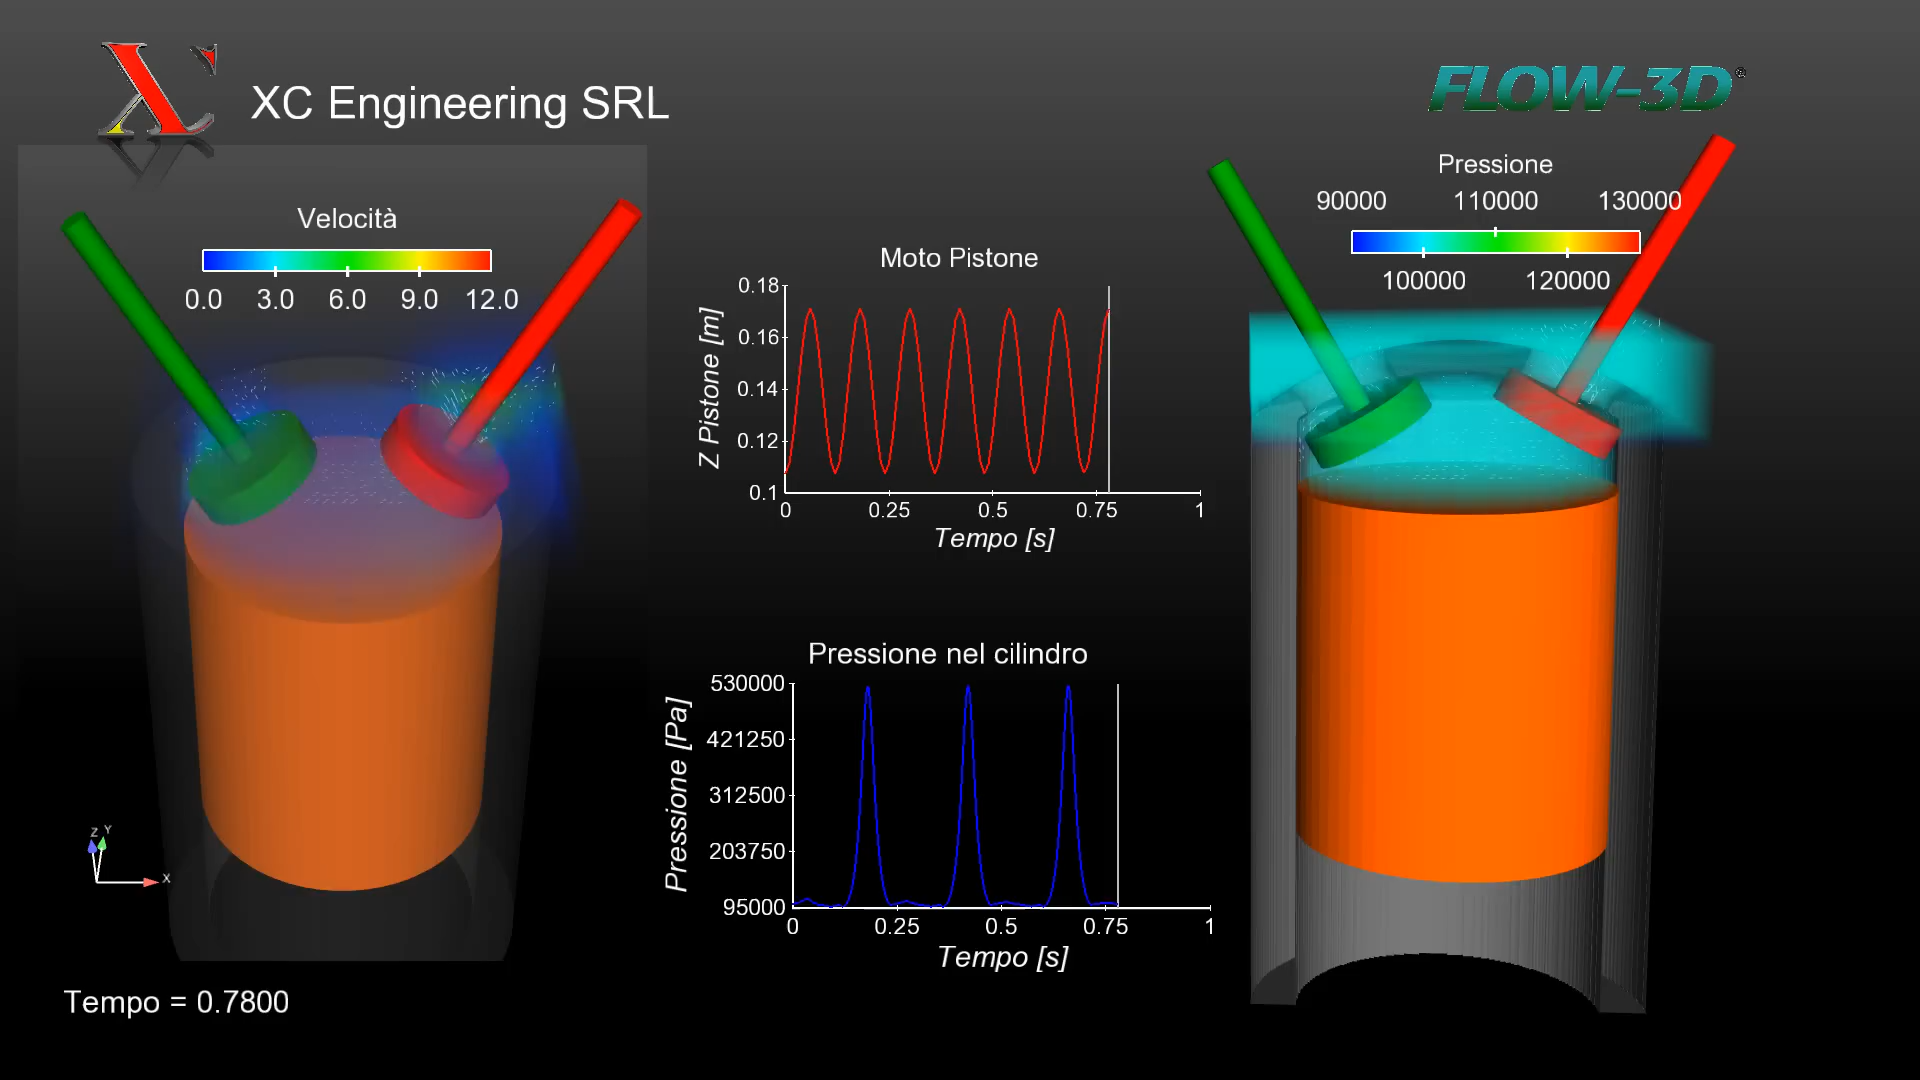 XC Engineering SRL
FLOW-3D®
Velocità
0.0 3.0 6.0 9.0 12.0
Moto Pistone
Z Pistone [m]
0.18
0.16
0.14
0.12
0.1
0 0.25 0.5 0.75 1
Tempo [s]
Pressione
90000 110000 130000
100000 120000
Pressione nel cilindro
Pressione [Pa]
530000
421250
312500
203750
95000
0 0.25 0.5 0.75 1
Tempo [s]
Z Y
X
Tempo = 0.7800